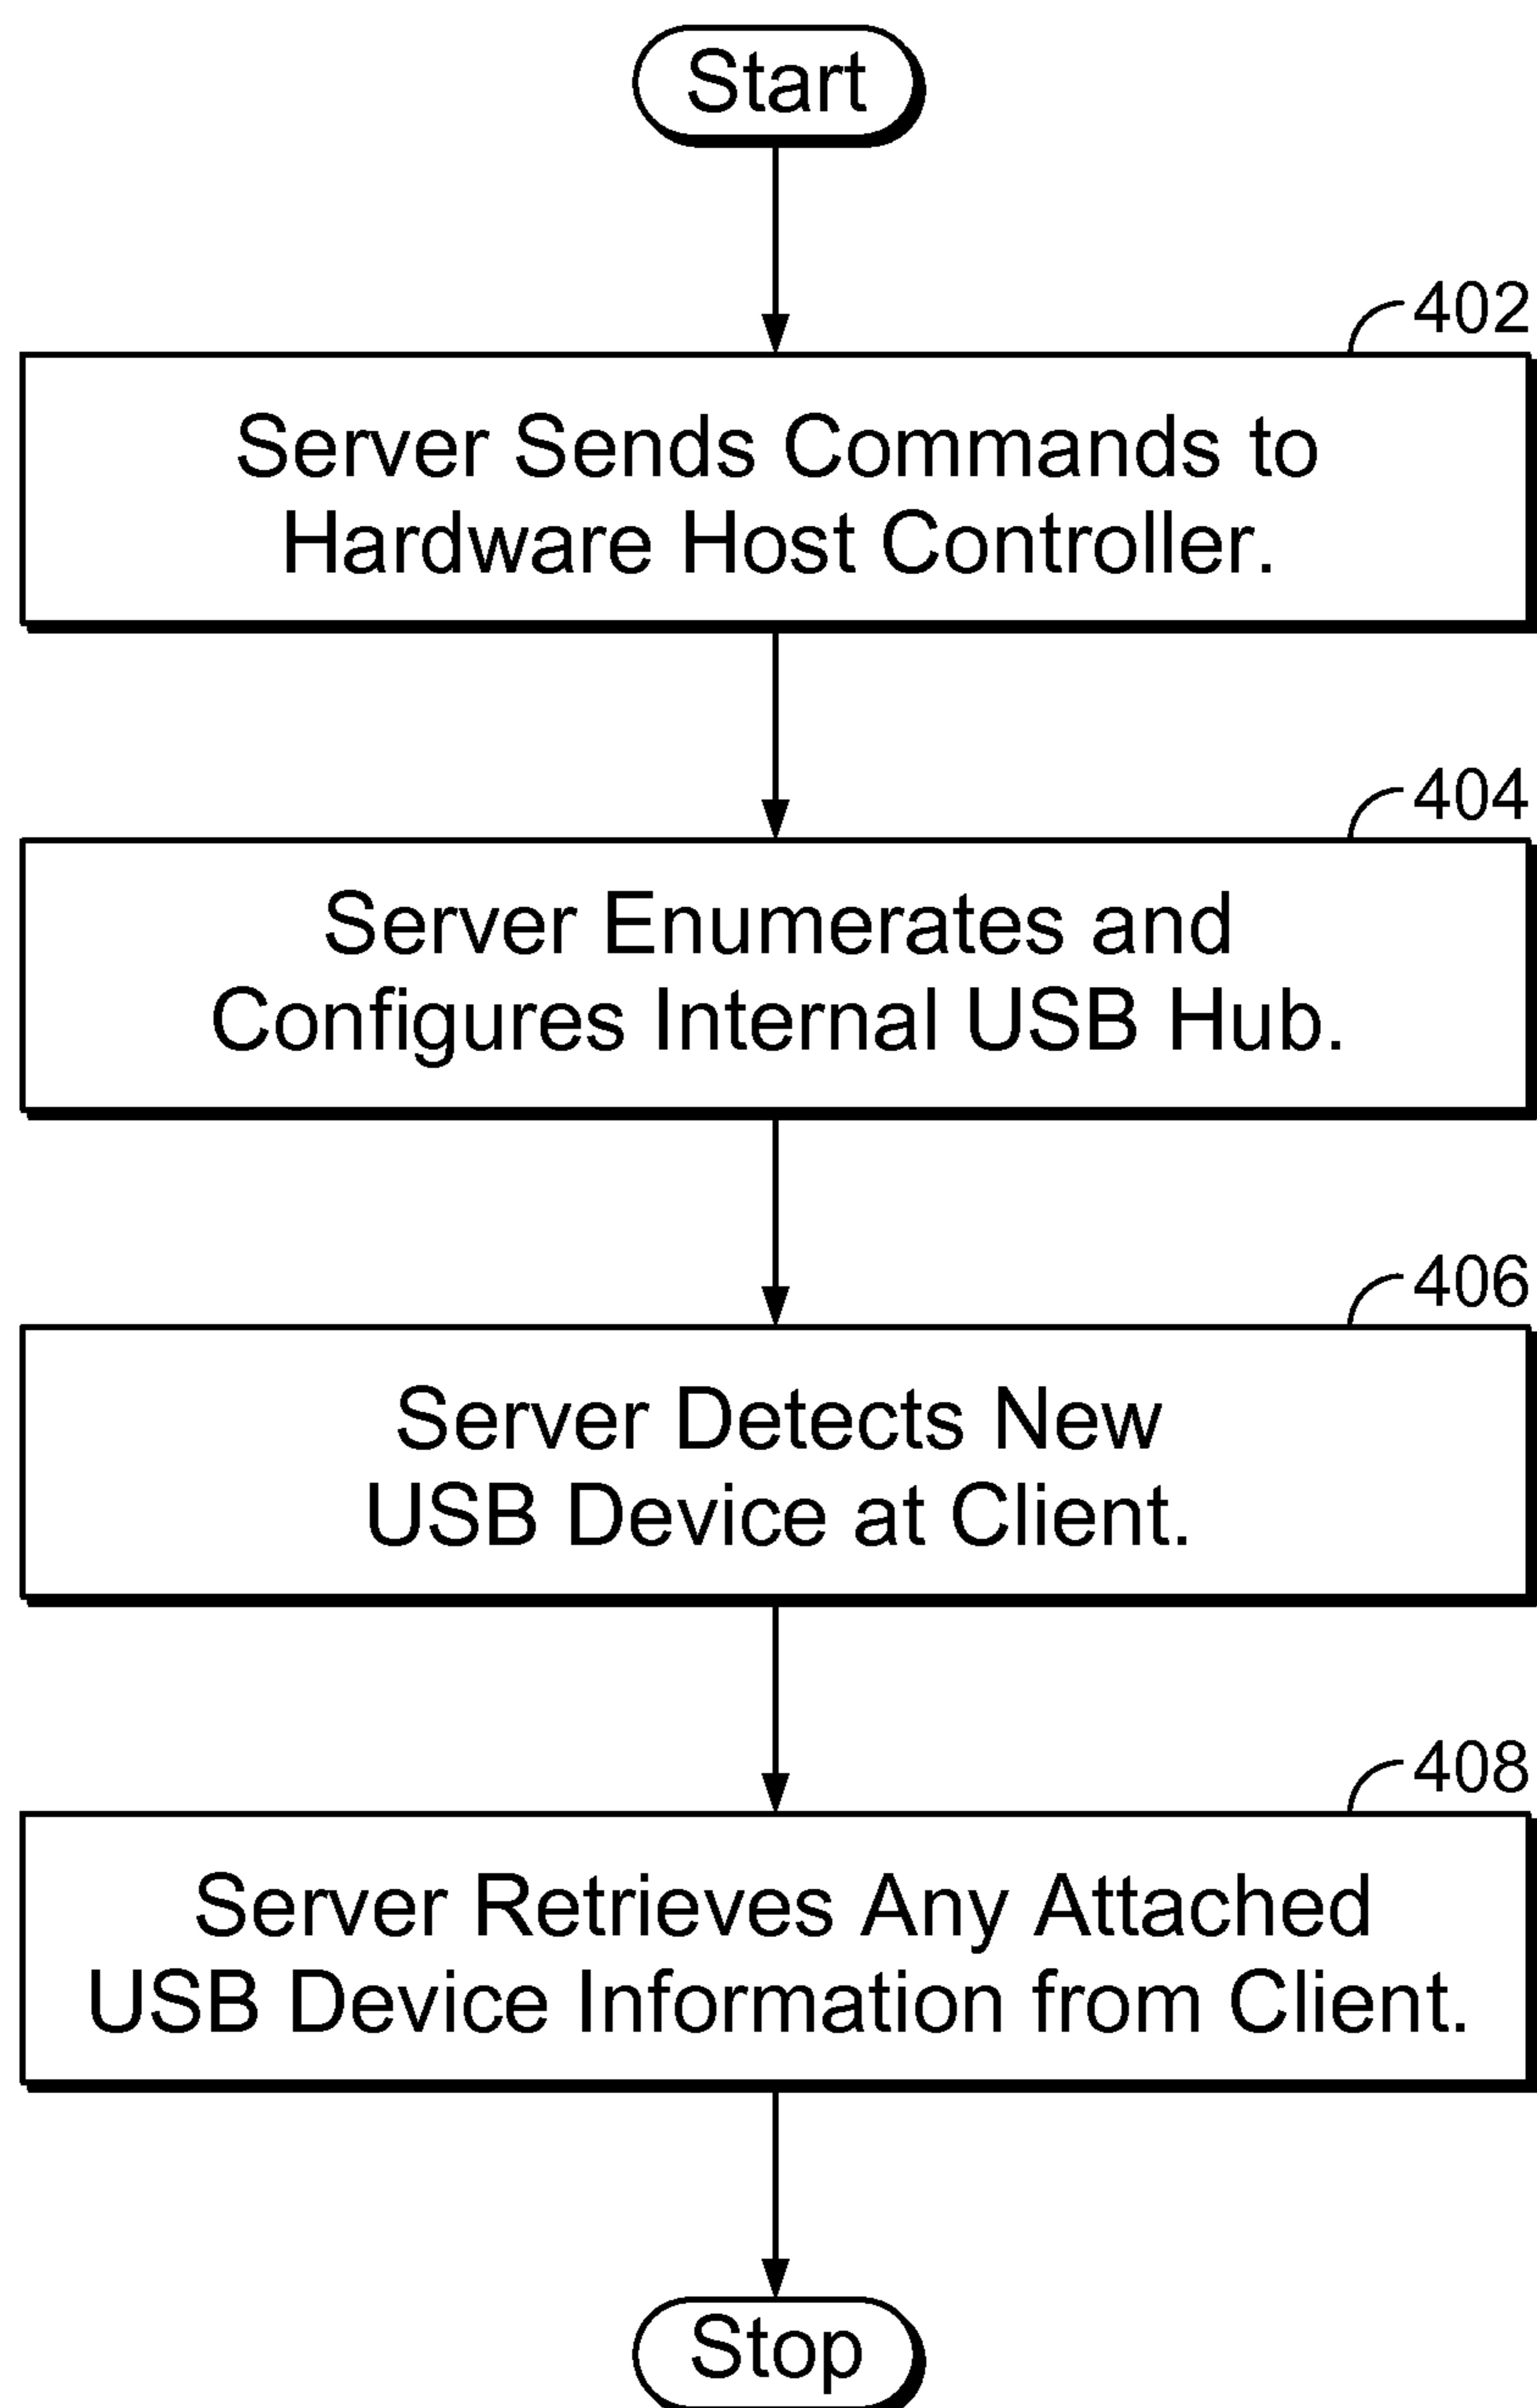 Start
402
Server Sends Commands to
Hardware Host Controller.
404
Server Enumerates and
Configures Internal USB Hub.
406
Server Detects New
USB Device at Client.
408
Server Retrieves Any Attached
USB Device Information from Client.
Stop